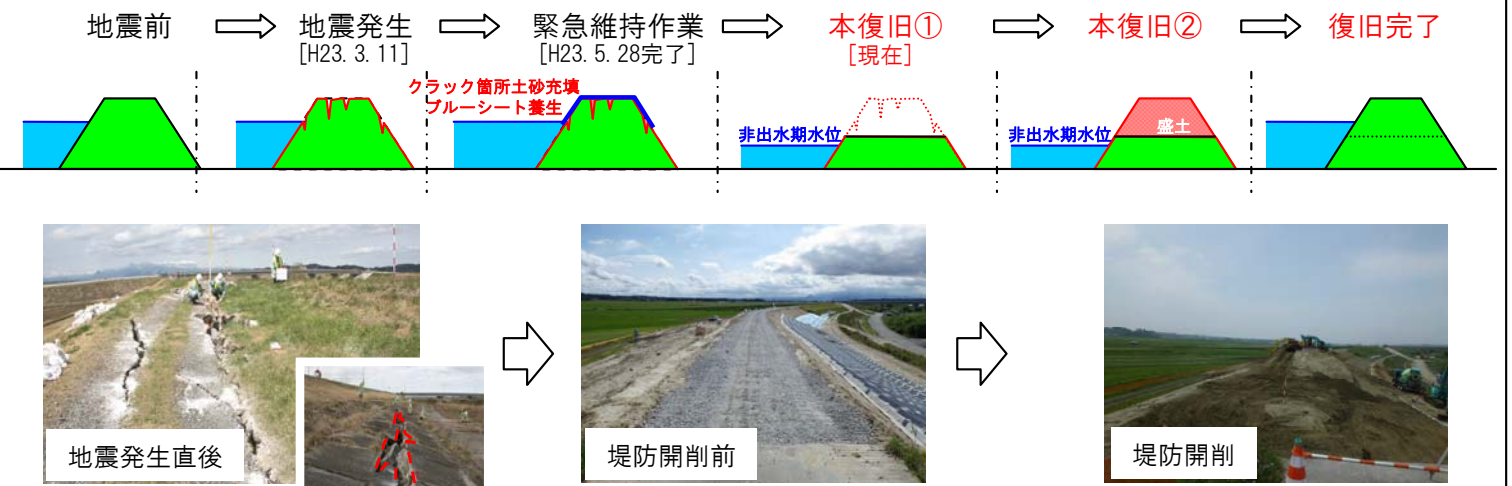 地震前
地震発生
[H23.3.11]
緊急維持作業
[H23.5.28完了]
本復旧①
[現在]
本復旧②
復旧完了
クラック箇所土砂充填
ブルーシート養生
非出水期水位
非出水期水位
盛土
地震発生直後
堤防開削前
堤防開削